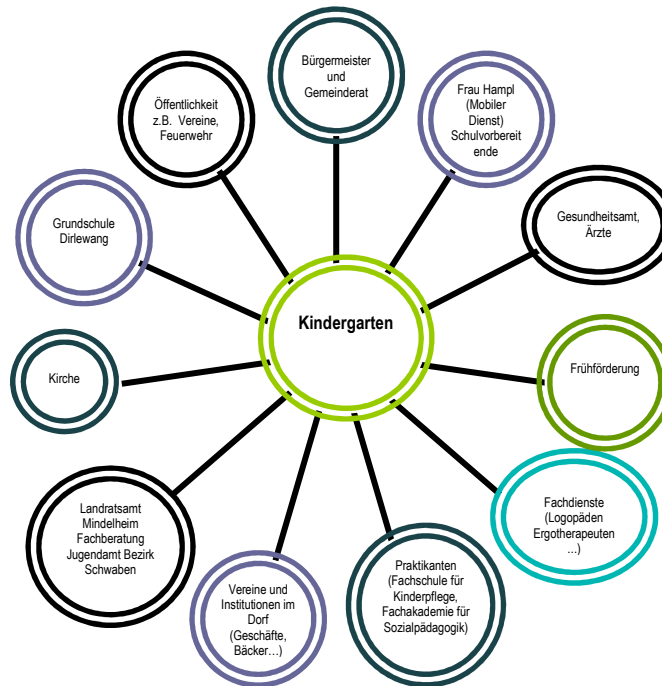 Bürgermeister
und
Gemeinderat
Frau Hampl
(Mobiler
Dienst)
Schulvorbereit
ende
Öffentlichkeit
z.B. Vereine,
Feuerwehr
Gesundheitsamt,
Ärzte
Grundschule
Dirlewang
Kindergarten
Kirche
Frühförderung
Landratsamt
Mindelheim
Fachberatung
Jugendamt Bezirk
Schwaben
Fachdienste
(Logopäden
Ergotherapeuten
...)
Vereine und
Institutionen im
Dorf
(Geschäfte,
Bäcker...)
Praktikanten
(Fachschule für
Kinderpflege,
Fachakademie für
Sozialpädagogik)